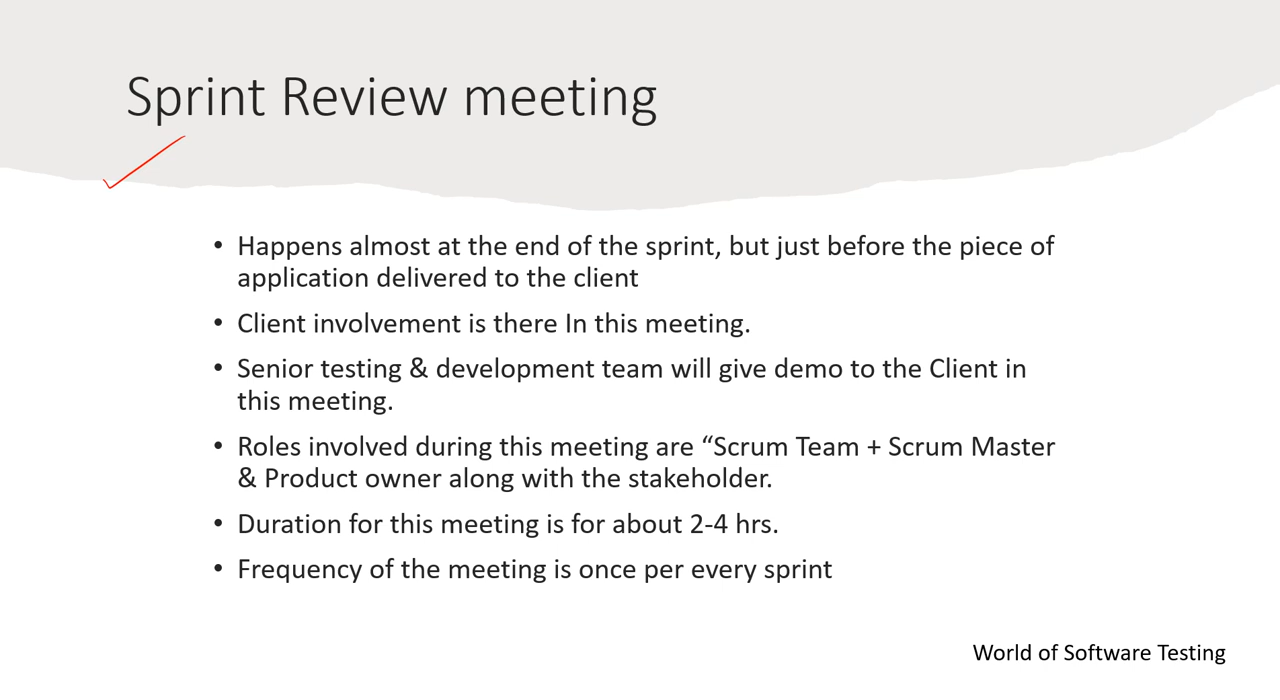 Sprint Review meeting
• Happens almost at the end of the sprint, but just before the piece of
application delivered to the client
• Client involvement is there In this meeting.
• Senior testing & development team will give demo to the Client in
this meeting.
• Roles involved during this meeting are “Scrum Team + Scrum Master
& Product owner along with the stakeholder.
• Duration for this meeting is for about 2-4 hrs.
• Frequency of the meeting is once per every sprint
World of Software Testing